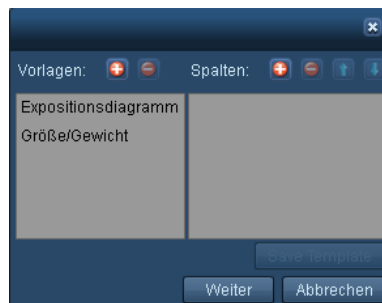 Vorlagen: Spalten:
Expositionsdiagramm
Größe/Gewicht
Save Template
Weiter Abbrechen